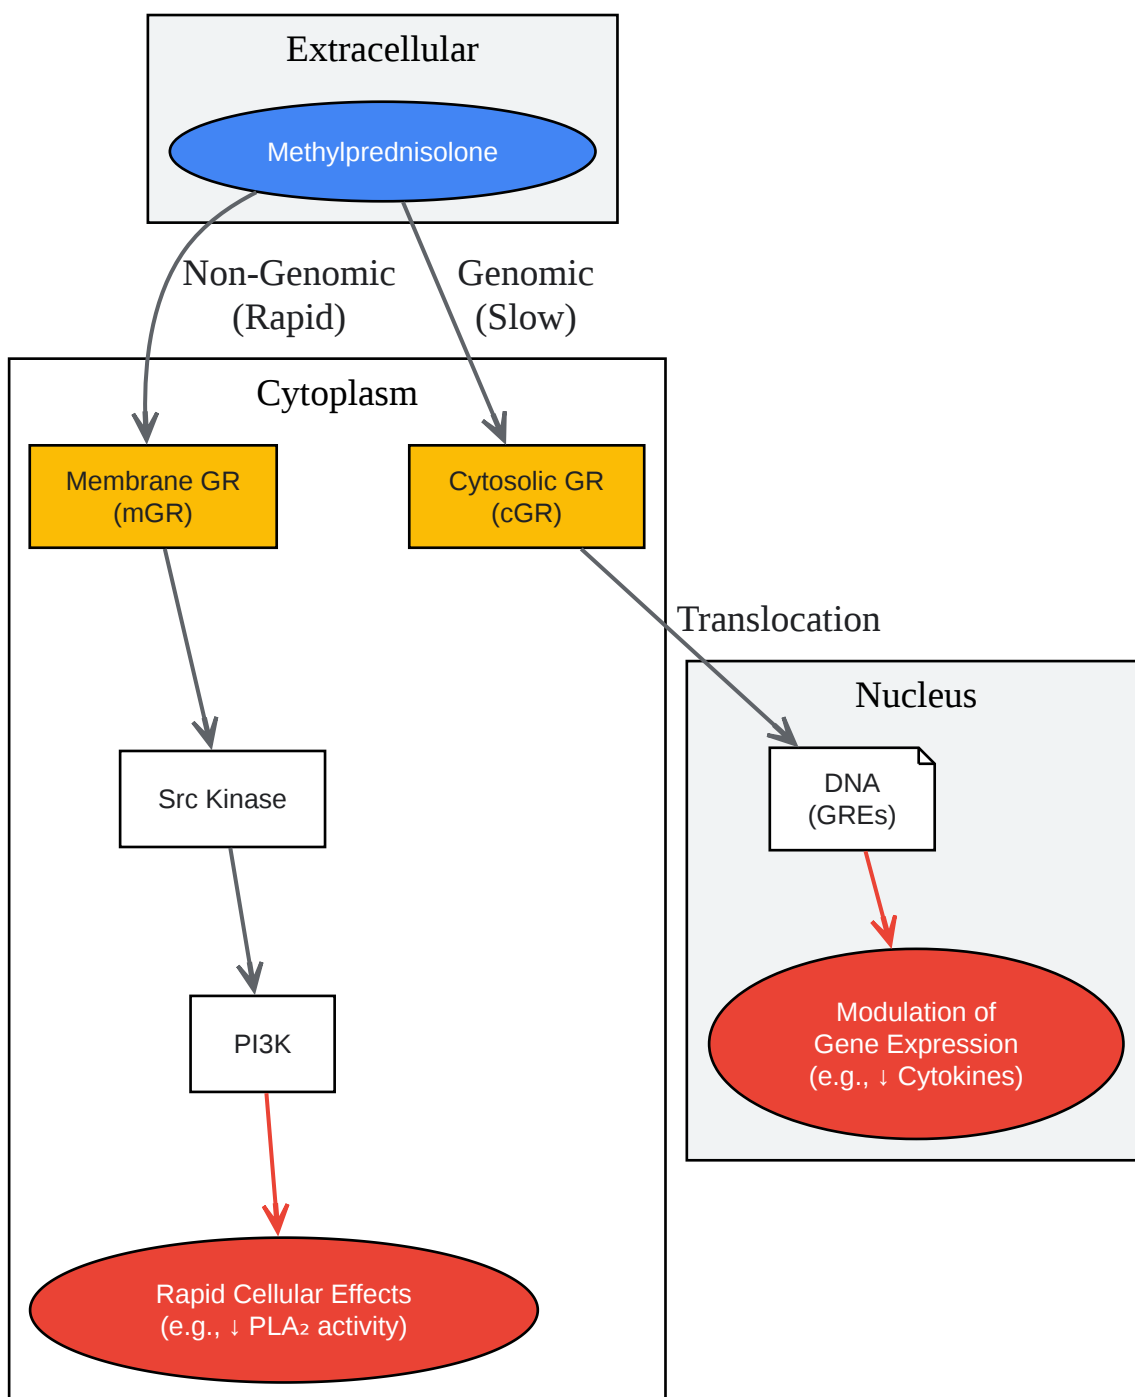 Extracellular
Methylprednisolone
Non-Genomic
(Rapid)
Genomic
(Slow)
Cytoplasm
Membrane GR
(mGR)
Cytosolic GR
(cGR)
Translocation
Nucleus
DNA
(GREs)
Src Kinase
Modulation of
Gene Expression
(e.g., ↓ Cytokines)
PI3K
Rapid Cellular Effects
(e.g., ↓ PLA₂ activity)